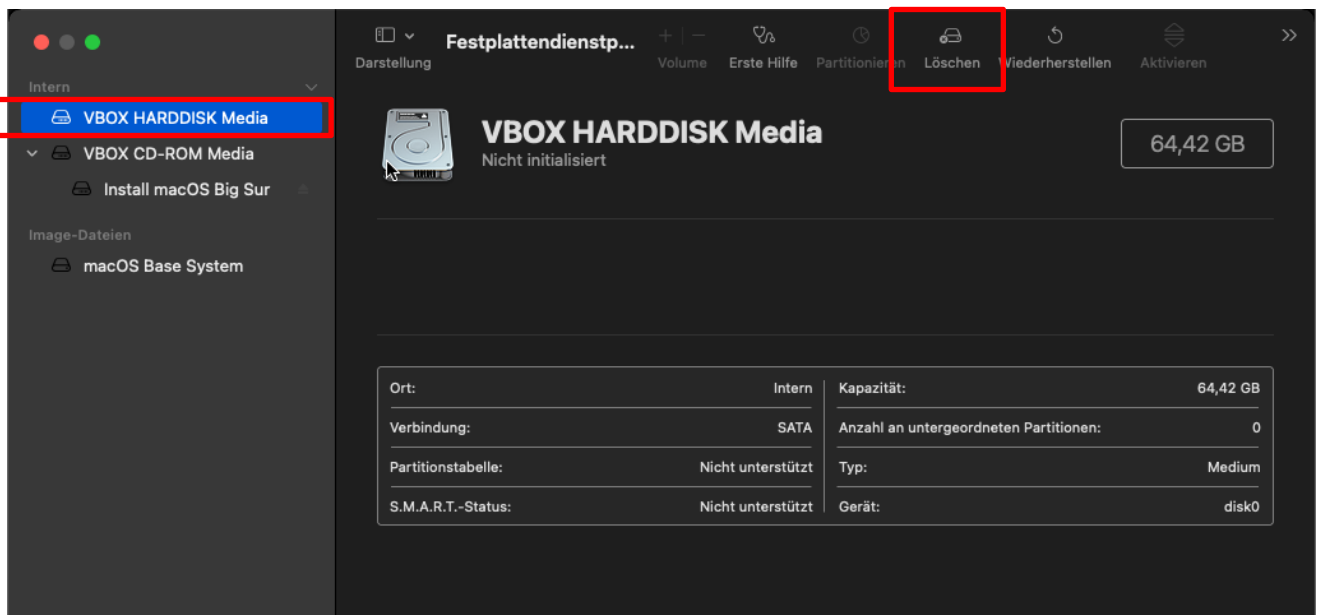 Festplattendienstp...
Darstellung
Volume
Erste Hilfe
Partitionieren
Löschen
Wiederherstellen
Aktivieren
Intern
VBOX HARDDISK Media
VBOX CD-ROM Media
Install macOS Big Sur
Image-Dateien
macOS Base System
VBOX HARDDISK Media
Nicht initialisiert
64,42 GB
Ort: Intern
Kapazität: 64,42 GB
Verbindung: SATA
Anzahl an untergeordneten Partitionen: 0
Partitionstabelle: Nicht unterstützt
Typ: Medium
S.M.A.R.T.-Status: Nicht unterstützt
Gerät: disk0